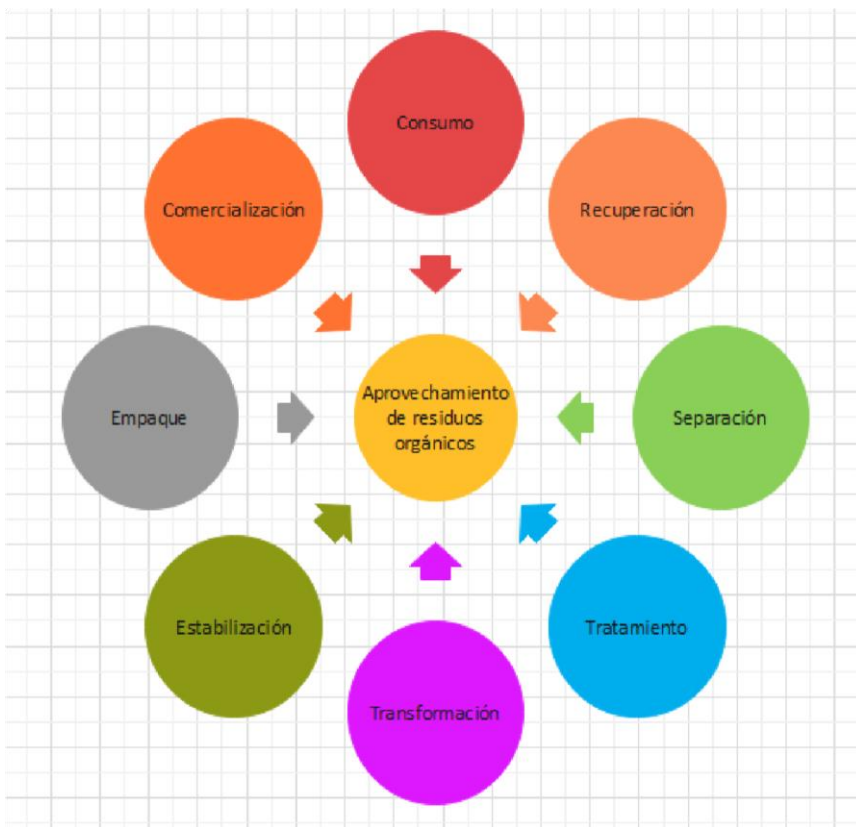 Consumo
Comercialización
Recuperación
Aprovechamiento
de residuos
orgánicos
Empaque
Separación
Estabilización
Tratamiento
Transformación